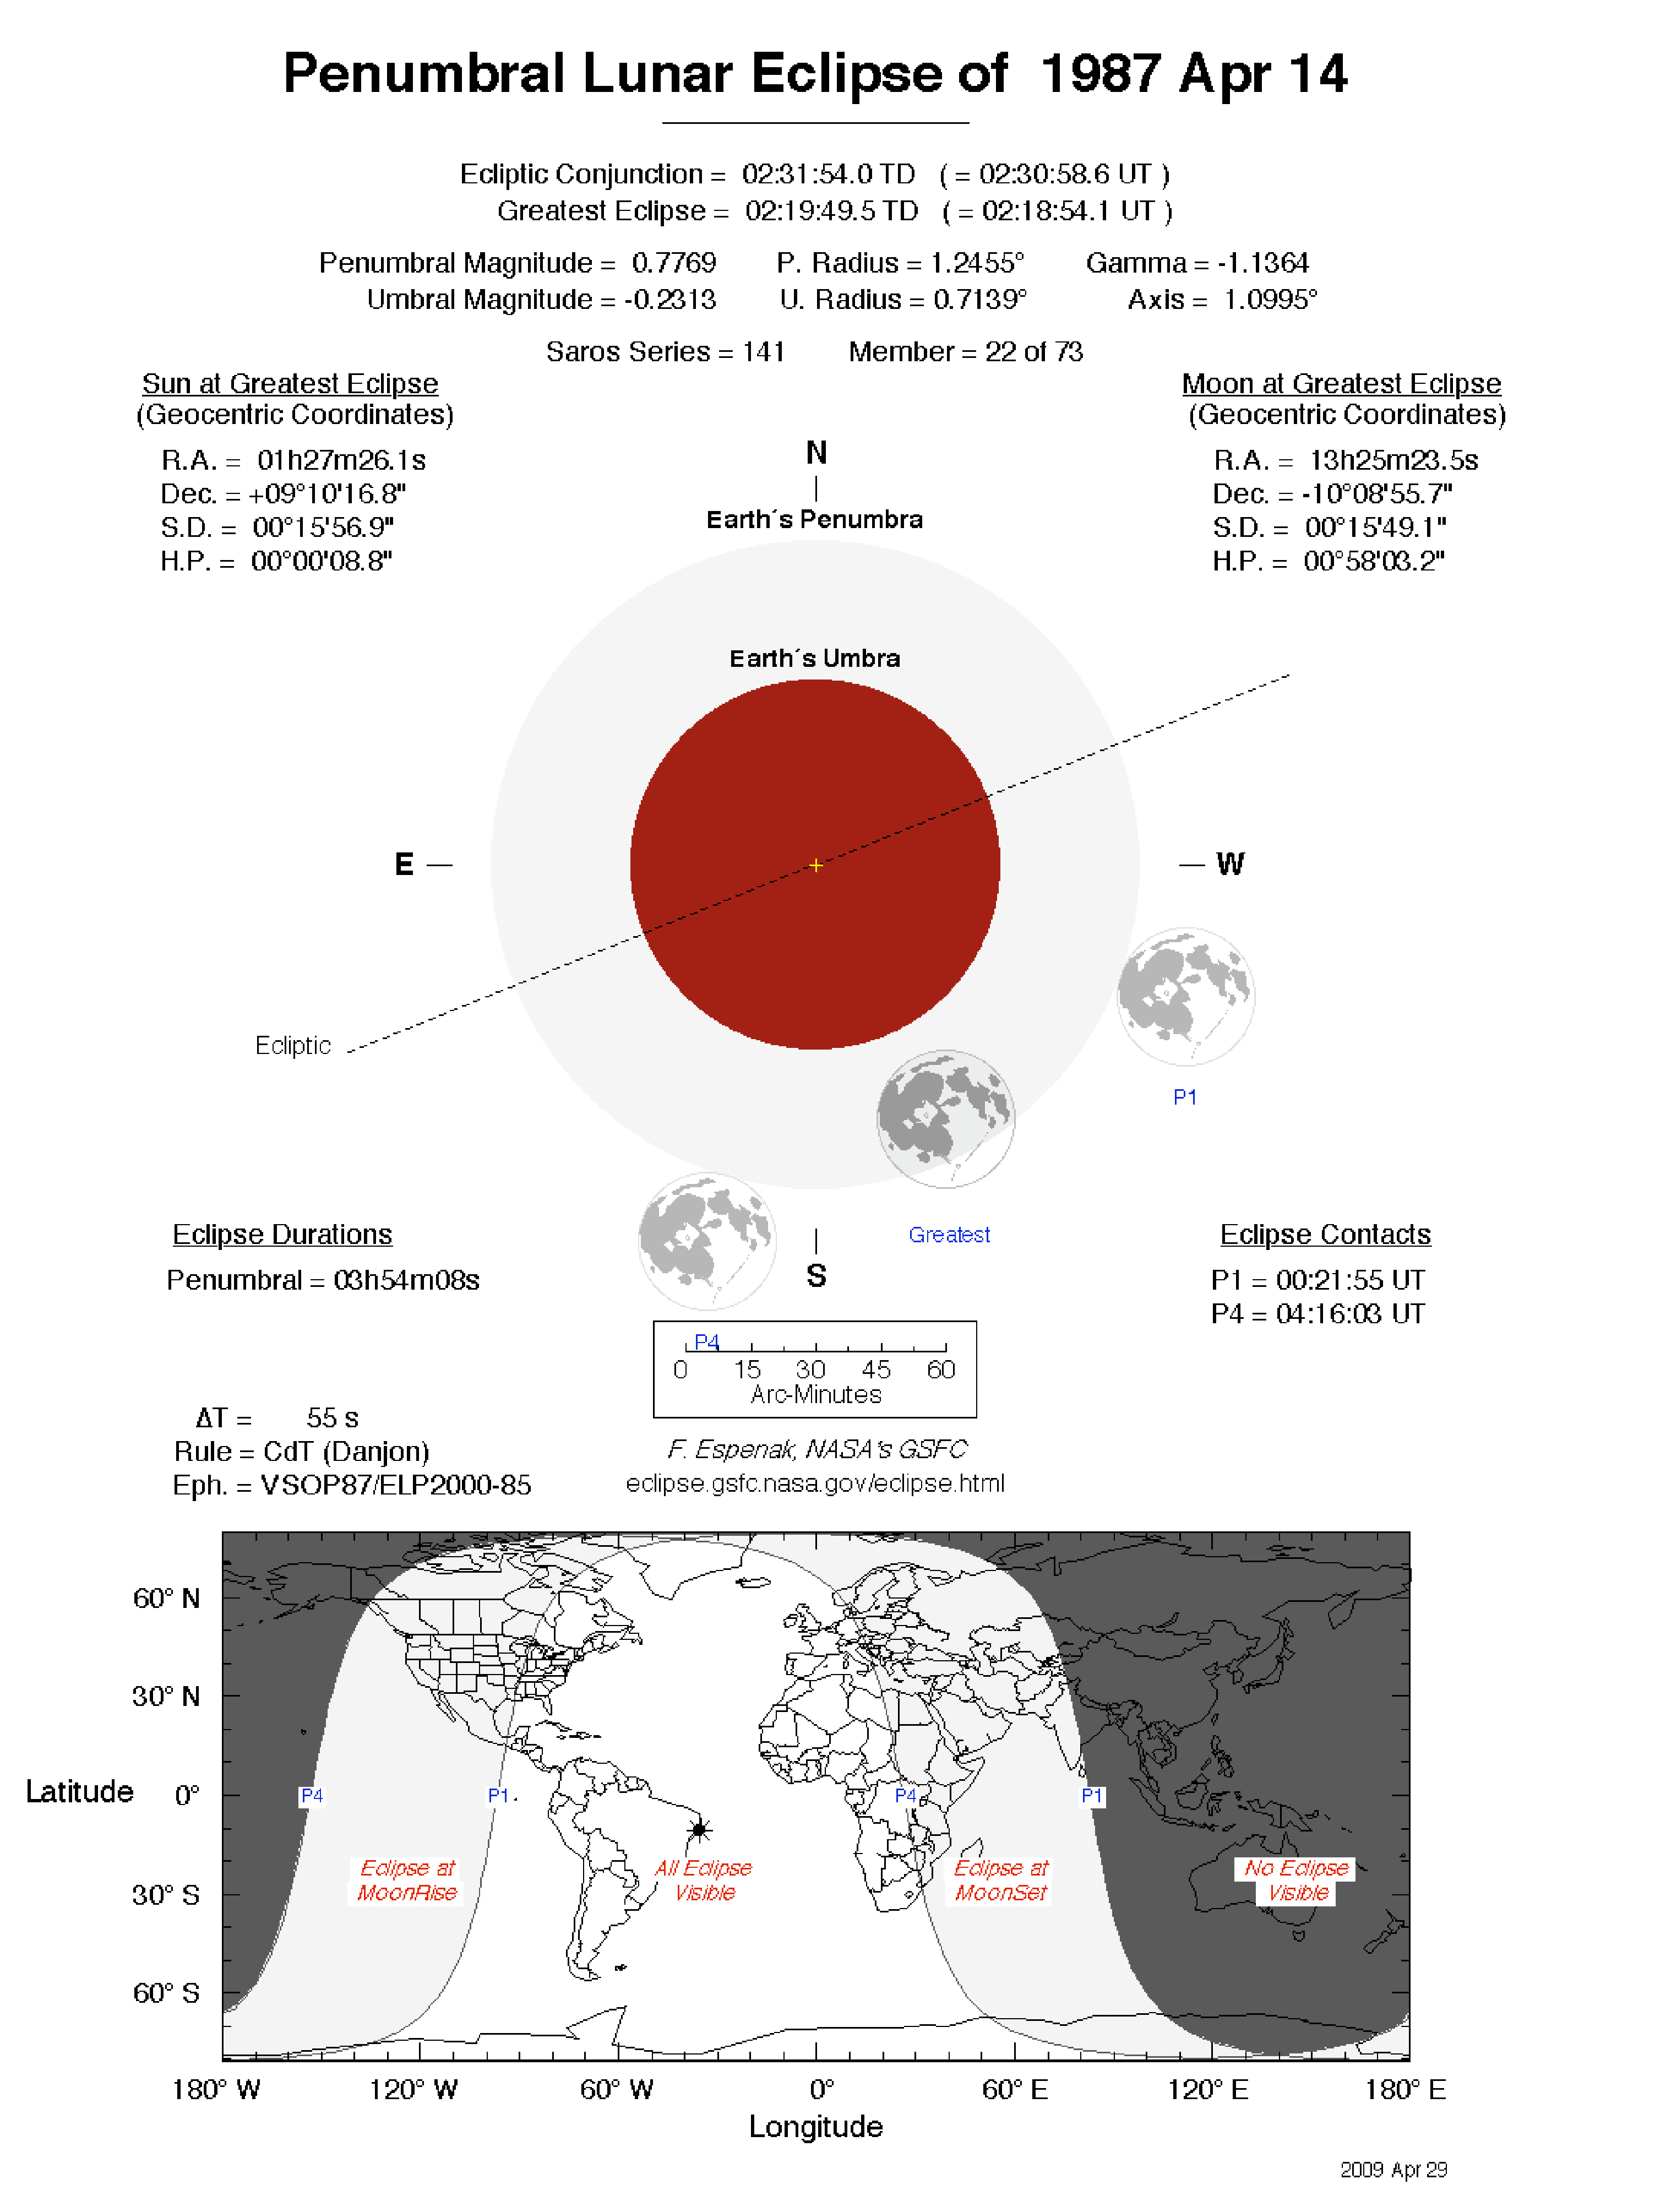 Penumbral Lunar Eclipse of 1987 Apr 14
Ecliptic Conjunction = 02:31:54.0 TD ( = 02:30:58.6 UT )
Greatest Eclipse = 02:19:49.5 TD ( = 02:18:54.1 UT )
Penumbral Magnitude = 0.7769 P. Radius = 1.2455° Gamma = -1.1364
Umbral Magnitude = -0.2313 U. Radius = 0.7139° Axis = 1.0995°
Saros Series = 141 Member = 22 of 73
Sun at Greatest Eclipse
(Geocentric Coordinates)
R.A. = 01h27m26.1s
Dec. = +09°10'16.8"
S.D. = 00°15'56.9"
H.P. = 00°00'08.8"
Moon at Greatest Eclipse
(Geocentric Coordinates)
R.A. = 13h25m23.5s
Dec. = -10°08'55.7"
S.D. = 00°15'49.1"
H.P. = 00°58'03.2"
N
Earth´s Penumbra
Earth´s Umbra
E
W
Ecliptic
P1
Greatest
S
P4
Eclipse Durations
Penumbral = 03h54m08s
Eclipse Contacts
P1 = 00:21:55 UT
P4 = 04:16:03 UT
0 15 30 45 60
Arc-Minutes
ΔT = 55 s
Rule = CdT (Danjon)
Eph. = VSOP87/ELP2000-85
F. Espenak, NASA's GSFC
eclipse.gsfc.nasa.gov/eclipse.html
60° N
30° N
Latitude 0°
30° S
60° S
P4 P1 P4 P1
Eclipse at
MoonRise
All Eclipse
Visible
Eclipse at
MoonSet
No Eclipse
Visible
180° W 120° W 60° W 0° 60° E 120° E 180° E
Longitude
2009 Apr 29